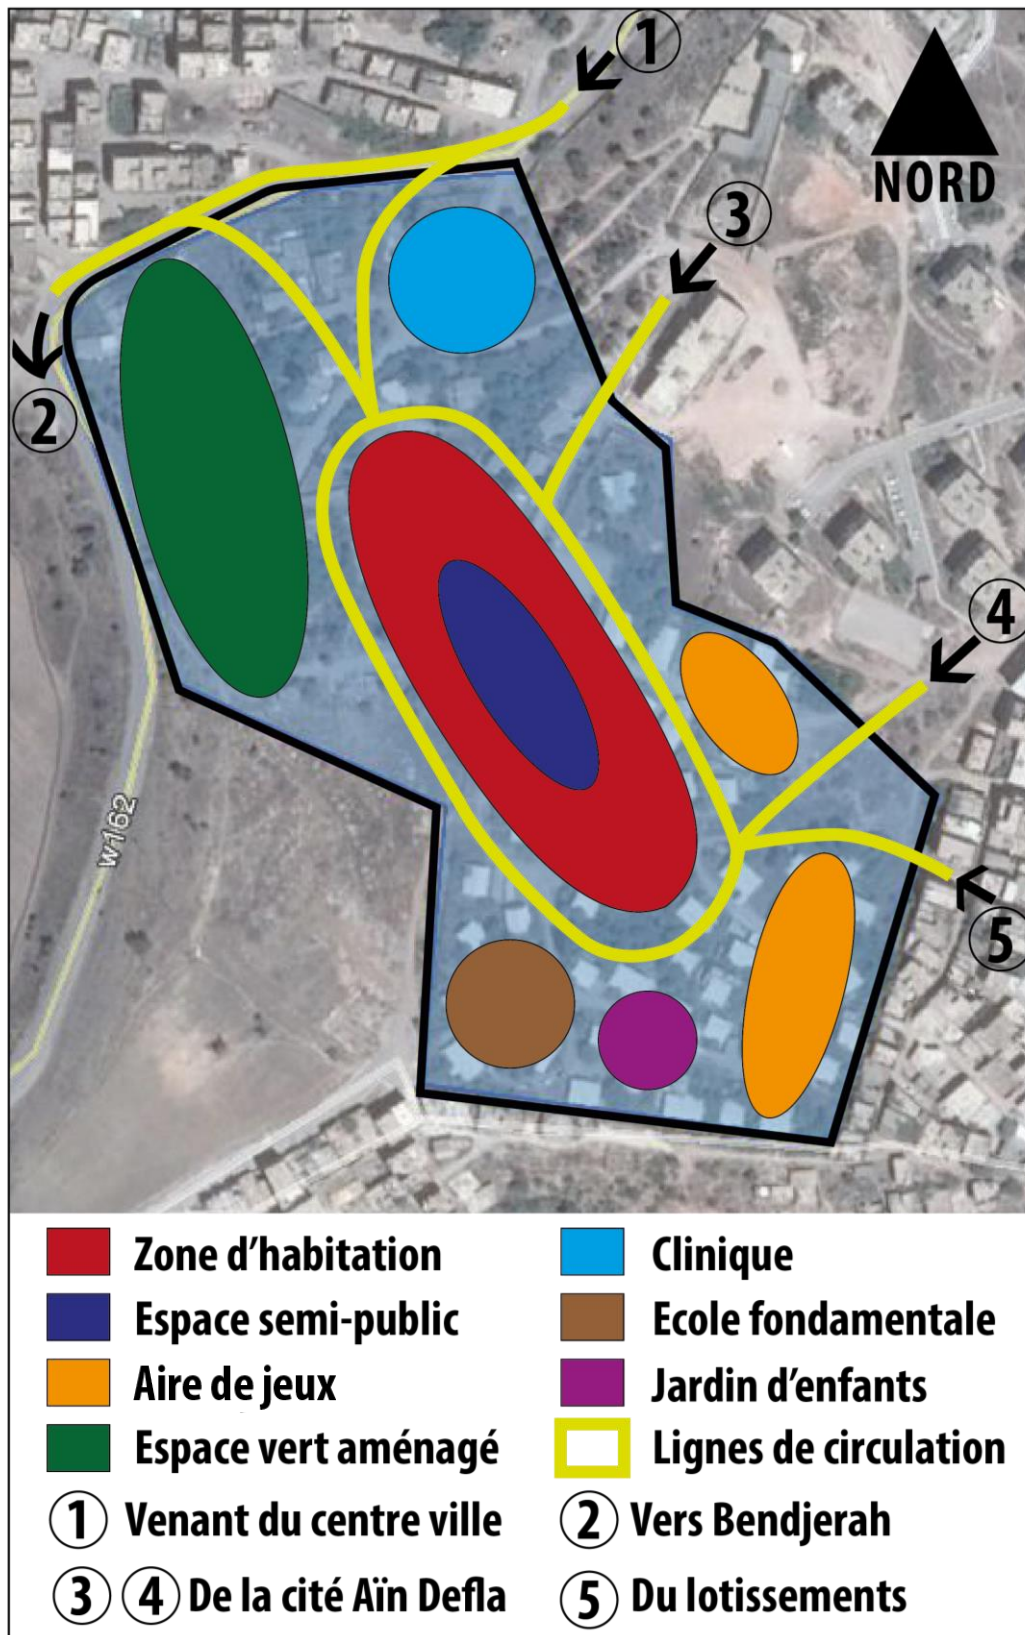 1
NORD
3
2
4
w162
5
Zone d'habitation
Clinique
Espace semi-public
Ecole fondamentale
Aire de jeux
Jardin d'enfants
Espace vert aménagé
Lignes de circulation
1 Venant du centre ville
2 Vers Bendjerah
3 4 De la cité Aïn Defla
5 Du lotissements